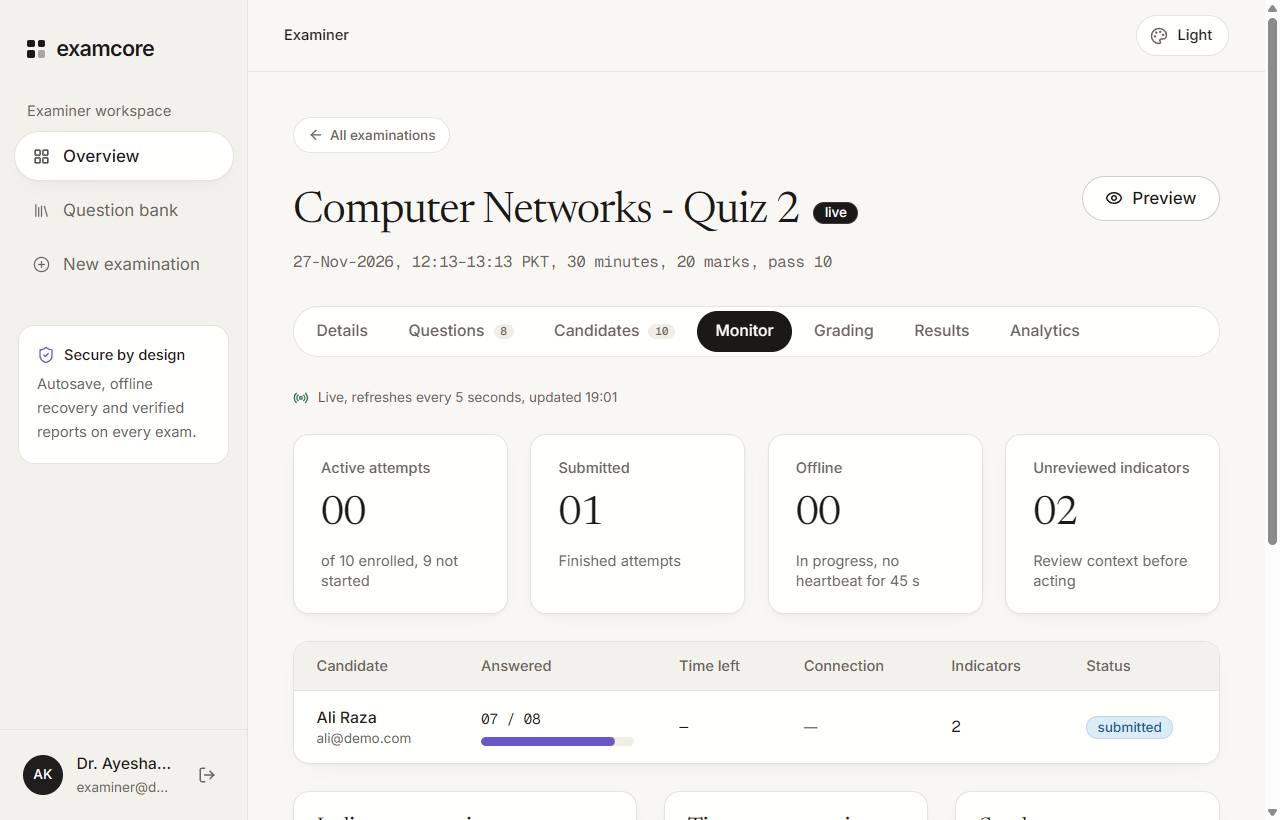 examcore
Examiner workspace
Overview
Question bank
New examination
Secure by design
Autosave, offline
recovery and verified
reports on every exam.
AK
Dr. Ayesha...
examiner@d...
Examiner
Light
All examinations
Computer Networks - Quiz 2 live
Preview
27-Nov-2026, 12:13-13:13 PKT, 30 minutes, 20 marks, pass 10
Details Questions 8 Candidates 10 Monitor Grading Results Analytics
Live, refreshes every 5 seconds, updated 19:01
Active attempts
00
of 10 enrolled, 9 not
started
Submitted
01
Finished attempts
Offline
00
In progress, no
heartbeat for 45 s
Unreviewed indicators
02
Review context before
acting
Candidate Answered Time left Connection Indicators Status
Ali Raza 07 / 08 – — 2 submitted
ali@demo.com